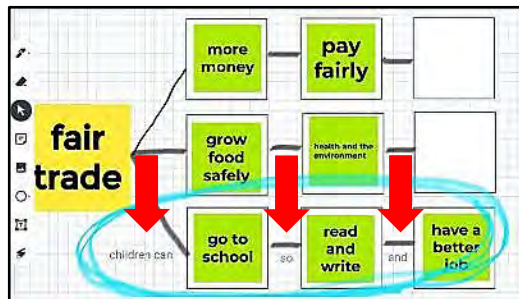 more
money
pay
fairly
fair
trade
grow
food
safely
health and the
environment
children can
go to
school
so
read
and
write
and
have a
better
job